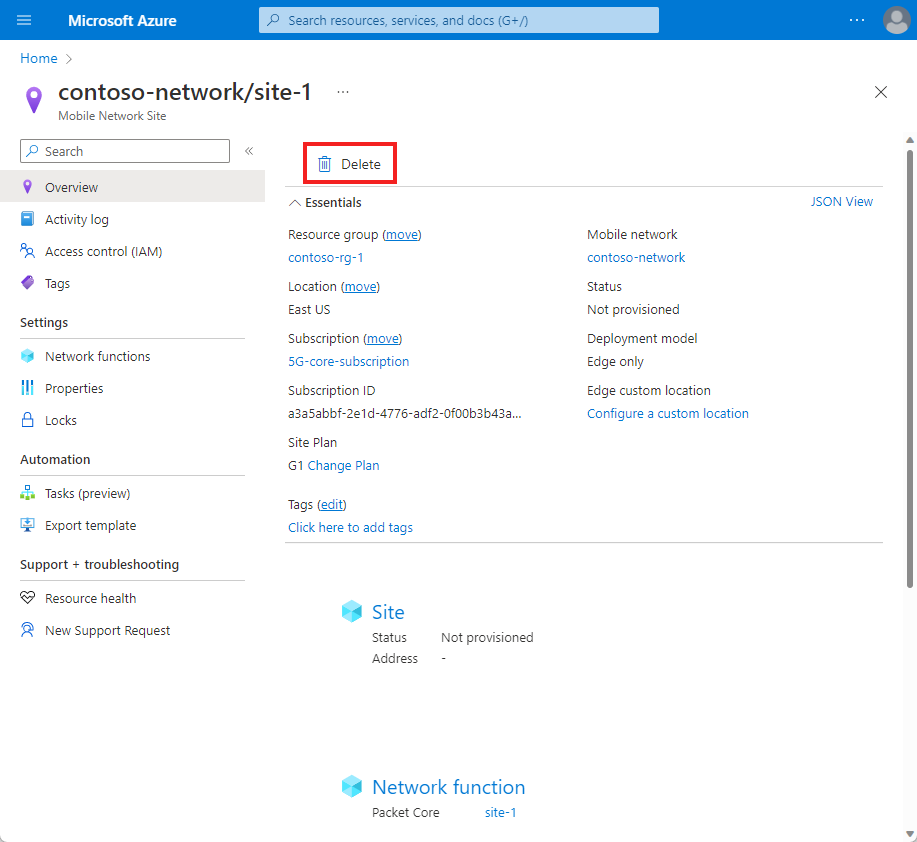 Microsoft Azure
Search resources, services, and docs (G+/)
...
Home >
contoso-network/site-1 ...
Mobile Network Site
Search
«
Overview
Activity log
Access control (IAM)
Tags
Settings
Network functions
Properties
Locks
Automation
Tasks (preview)
Export template
Support + troubleshooting
Resource health
New Support Request
Delete
Essentials
JSON View
Resource group (move)
contoso-rg-1
Location (move)
East US
Subscription (move)
5G-core-subscription
Subscription ID
a3a5abbf-2e1d-4776-adf2-0f00b3b43a...
Site Plan
G1 Change Plan
Tags (edit)
Click here to add tags
Mobile network
contoso-network
Status
Not provisioned
Deployment model
Edge only
Edge custom location
Configure a custom location
Site
Status Not provisioned
Address -
Network function
Packet Core site-1